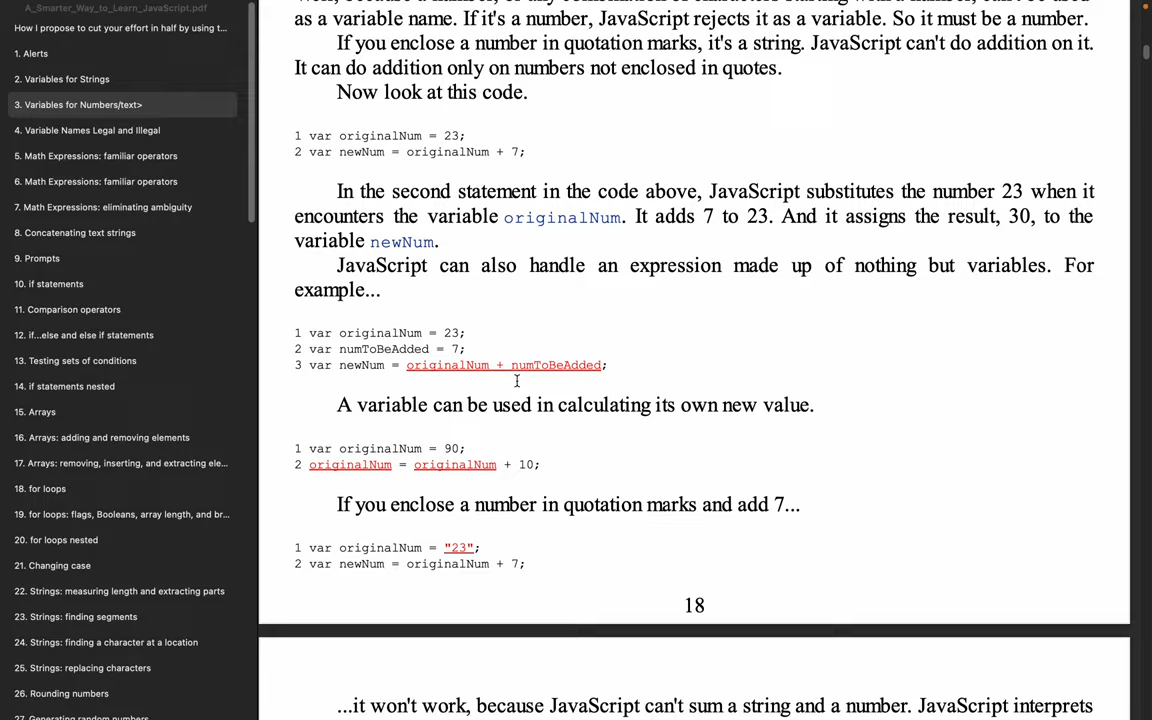 A_Smarter_Way_to_Learn_JavaScript.pdf
How I propose to cut your effort in half by using t...
1. Alerts
2. Variables for Strings
3. Variables for Numbers/text>
4. Variable Names Legal and Illegal
5. Math Expressions: familiar operators
6. Math Expressions: familiar operators
7. Math Expressions: eliminating ambiguity
8. Concatenating text strings
9. Prompts
10. if statements
11. Comparison operators
12. if...else and else if statements
13. Testing sets of conditions
14. if statements nested
15. Arrays
16. Arrays: adding and removing elements
17. Arrays: removing, inserting, and extracting ele...
18. for loops
19. for loops: flags, Booleans, array length, and br...
20. for loops nested
21. Changing case
22. Strings: measuring length and extracting parts
23. Strings: finding segments
24. Strings: finding a character at a location
25. Strings: replacing characters
26. Rounding numbers
27. Generating random numbers
as a variable name. If it's a number, JavaScript rejects it as a variable. So it must be a number.
If you enclose a number in quotation marks, it's a string. JavaScript can't do addition on it.
It can do addition only on numbers not enclosed in quotes.
Now look at this code.
1 var originalNum = 23;
2 var newNum = originalNum + 7;
In the second statement in the code above, JavaScript substitutes the number 23 when it
encounters the variable originalNum. It adds 7 to 23. And it assigns the result, 30, to the
variable newNum.
JavaScript can also handle an expression made up of nothing but variables. For
example...
1 var originalNum = 23;
2 var numToBeAdded = 7;
3 var newNum = originalNum + numToBeAdded;
A variable can be used in calculating its own new value.
1 var originalNum = 90;
2 originalNum = originalNum + 10;
If you enclose a number in quotation marks and add 7...
1 var originalNum = "23";
2 var newNum = originalNum + 7;
18
...it won't work, because JavaScript can't sum a string and a number. JavaScript interprets